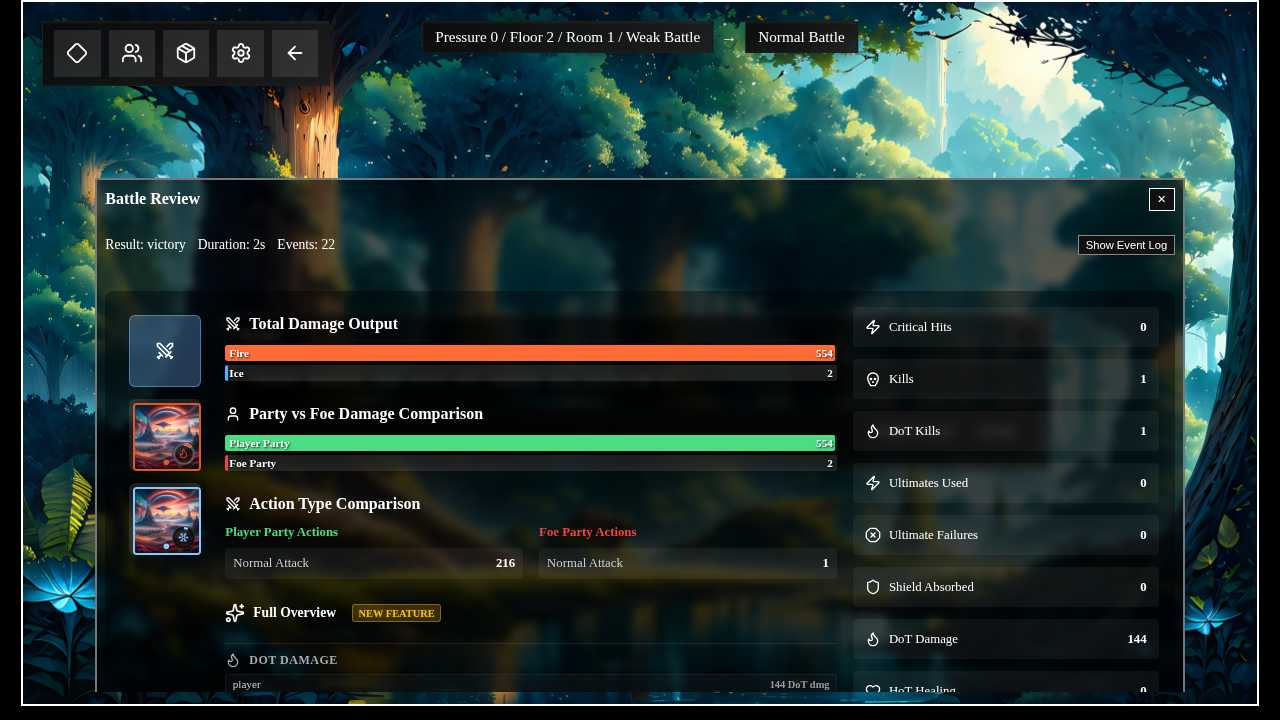 Pressure 0 / Floor 2 / Room 1 / Weak Battle → Normal Battle
Battle Review
×
Result: victory Duration: 2s Events: 22
Show Event Log
Total Damage Output
Fire 554
Ice 2
Party vs Foe Damage Comparison
Player Party 554
Foe Party 2
Action Type Comparison
Player Party Actions
Normal Attack 216
Foe Party Actions
Normal Attack 1
Full Overview NEW FEATURE
DOT DAMAGE
player 144 DoT dmg
Critical Hits 0
Kills 1
DoT Kills 1
Ultimates Used 0
Ultimate Failures 0
Shield Absorbed 0
DoT Damage 144
HoT Healing 0